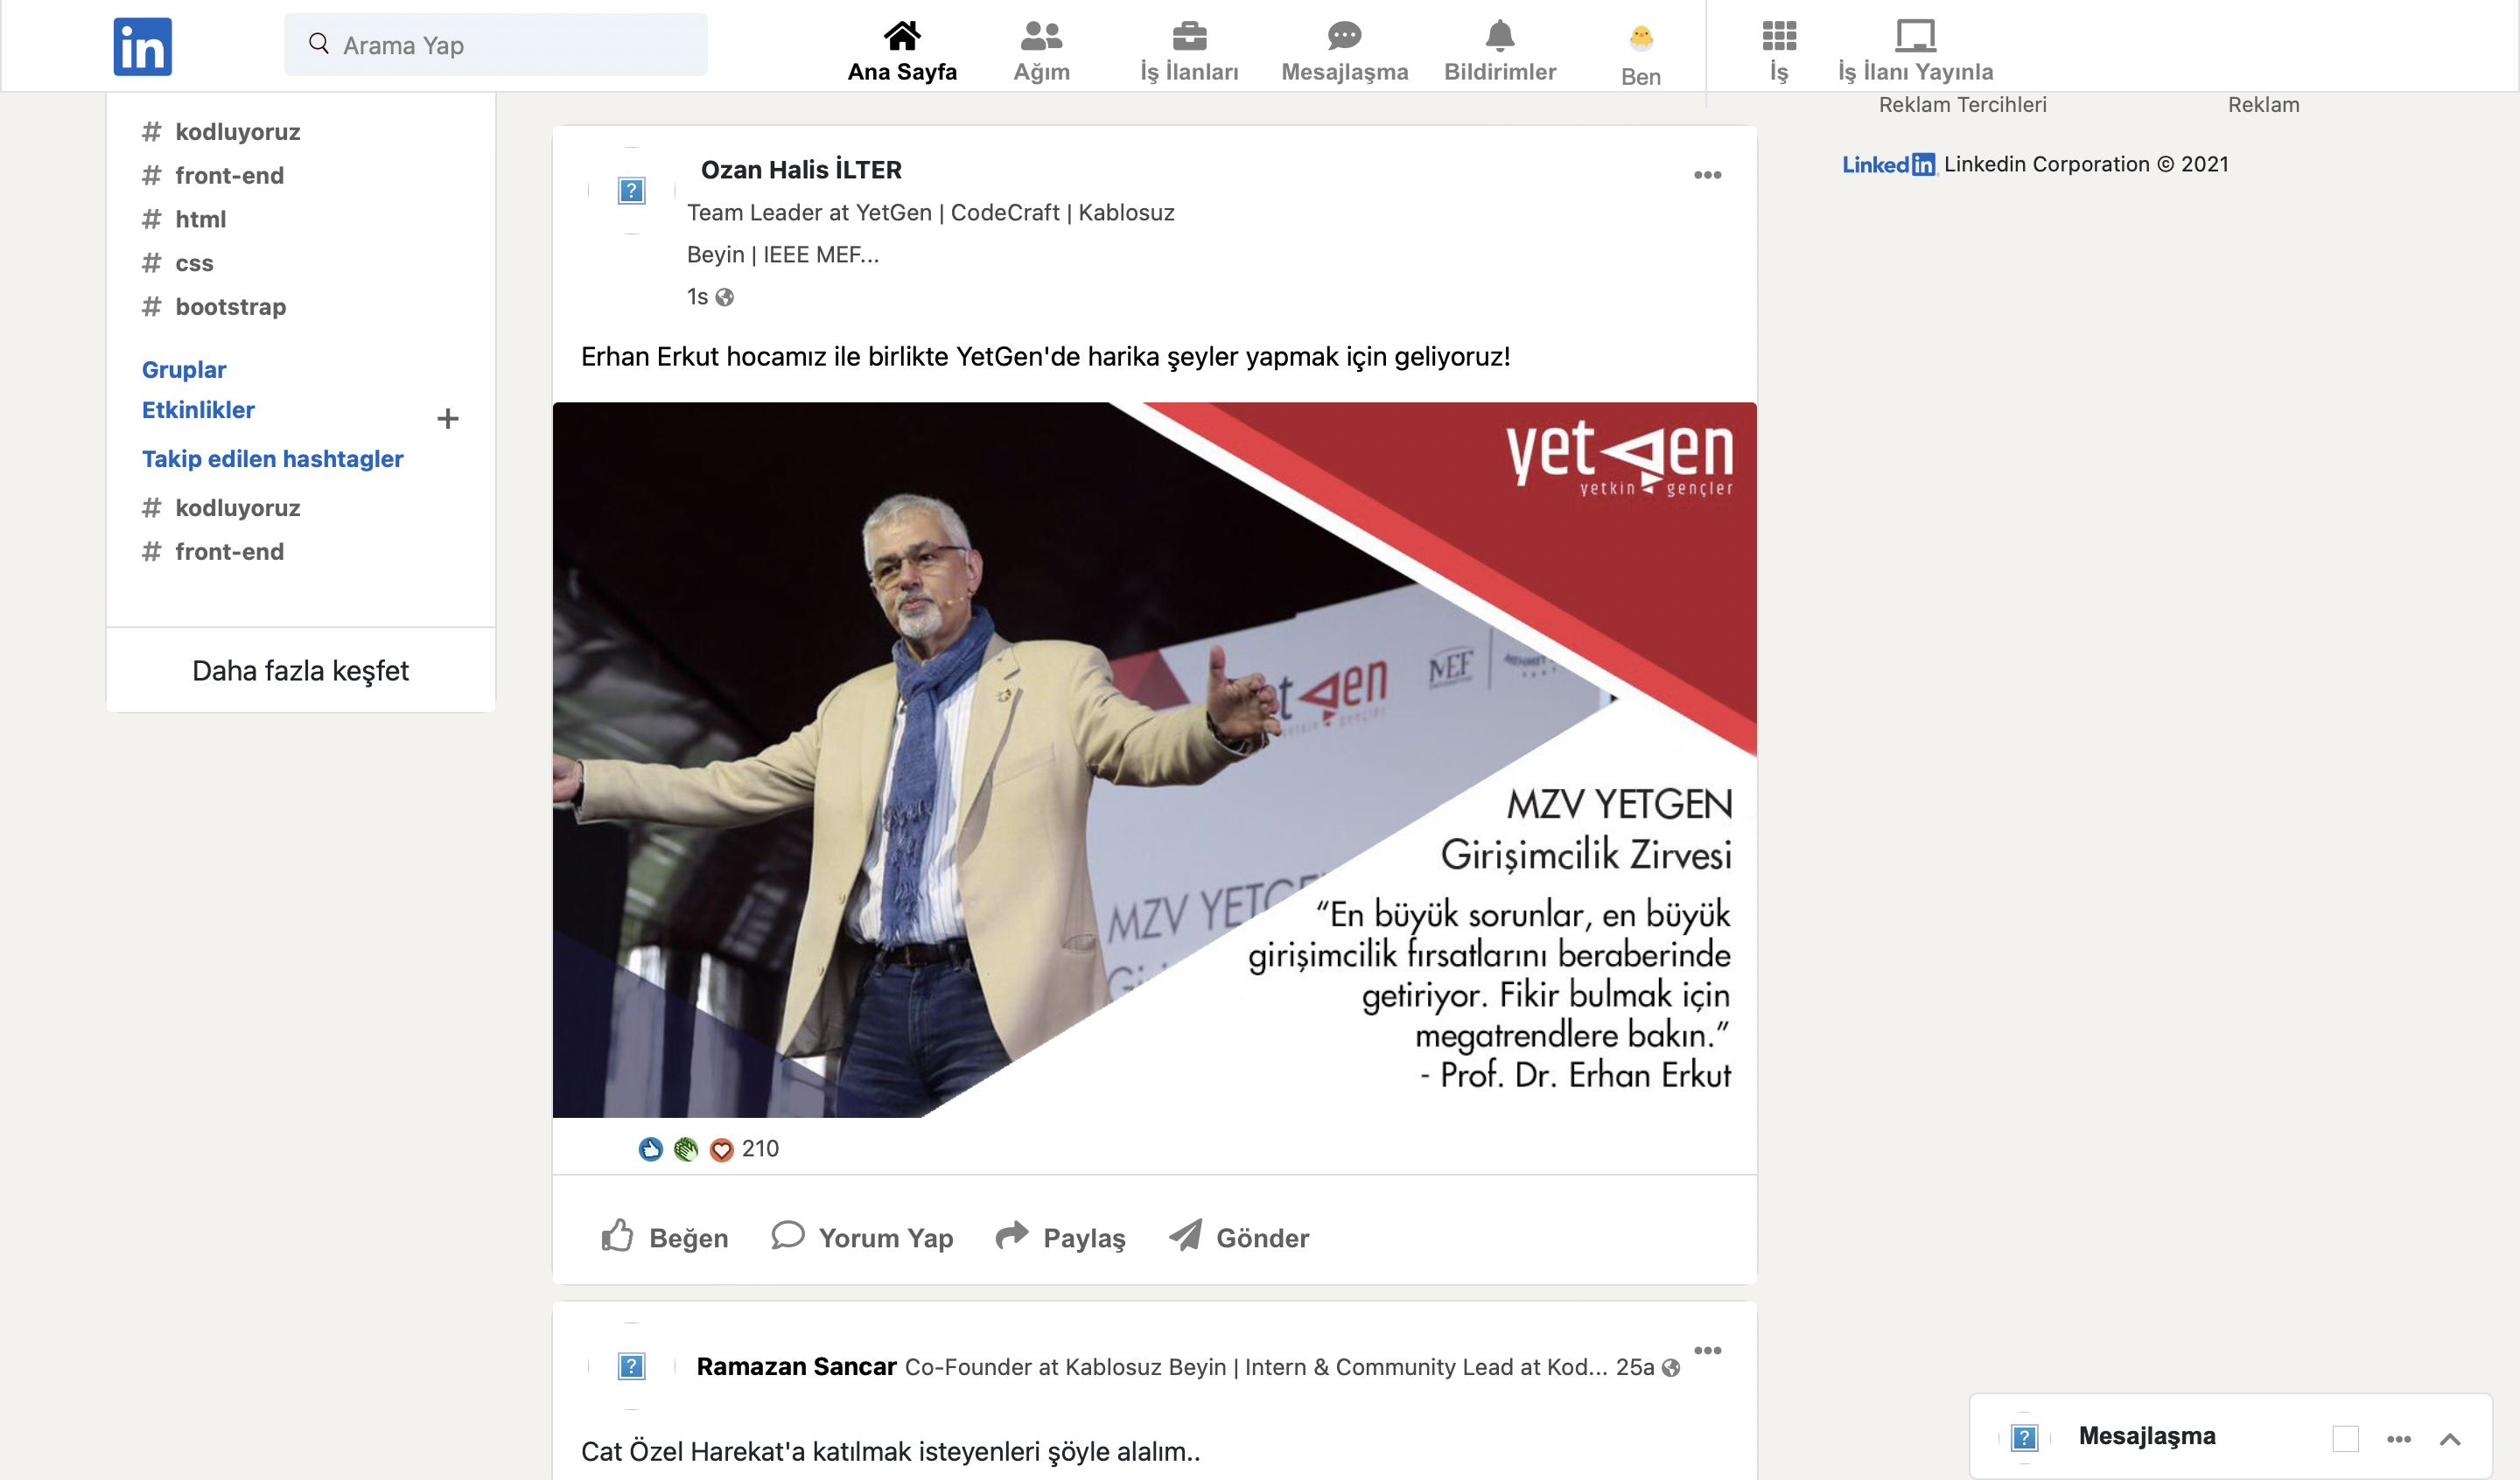 in
Arama Yap
Ana Sayfa
Ağım
İş İlanları
Mesajlaşma
Bildirimler
Ben
İş
İş İlanı Yayınla
# kodluyoruz
# front-end
# html
# css
# bootstrap
Gruplar
Etkinlikler
+
Takip edilen hashtagler
# kodluyoruz
# front-end
Daha fazla keşfet
Ozan Halis İLTER
Team Leader at YetGen | CodeCraft | Kablosuz
Beyin | IEEE MEF...
1s
Erhan Erkut hocamız ile birlikte YetGen'de harika şeyler yapmak için geliyoruz!
yetgen
yetkin gençler
MEF
MZV YETGEN
Girişimcilik Zirvesi
“En büyük sorunlar, en büyük
girişimcilik fırsatlarını beraberinde
getiriyor. Fikir bulmak için
megatrendlere bakın.”
- Prof. Dr. Erhan Erkut
210
Beğen
Yorum Yap
Paylaş
Gönder
Ramazan Sancar Co-Founder at Kablosuz Beyin | Intern & Community Lead at Kod... 25a
Cat Özel Harekat'a katılmak isteyenleri şöyle alalım..
Reklam Tercihleri
Reklam
Linkedin Linkedin Corporation © 2021
Mesajlaşma